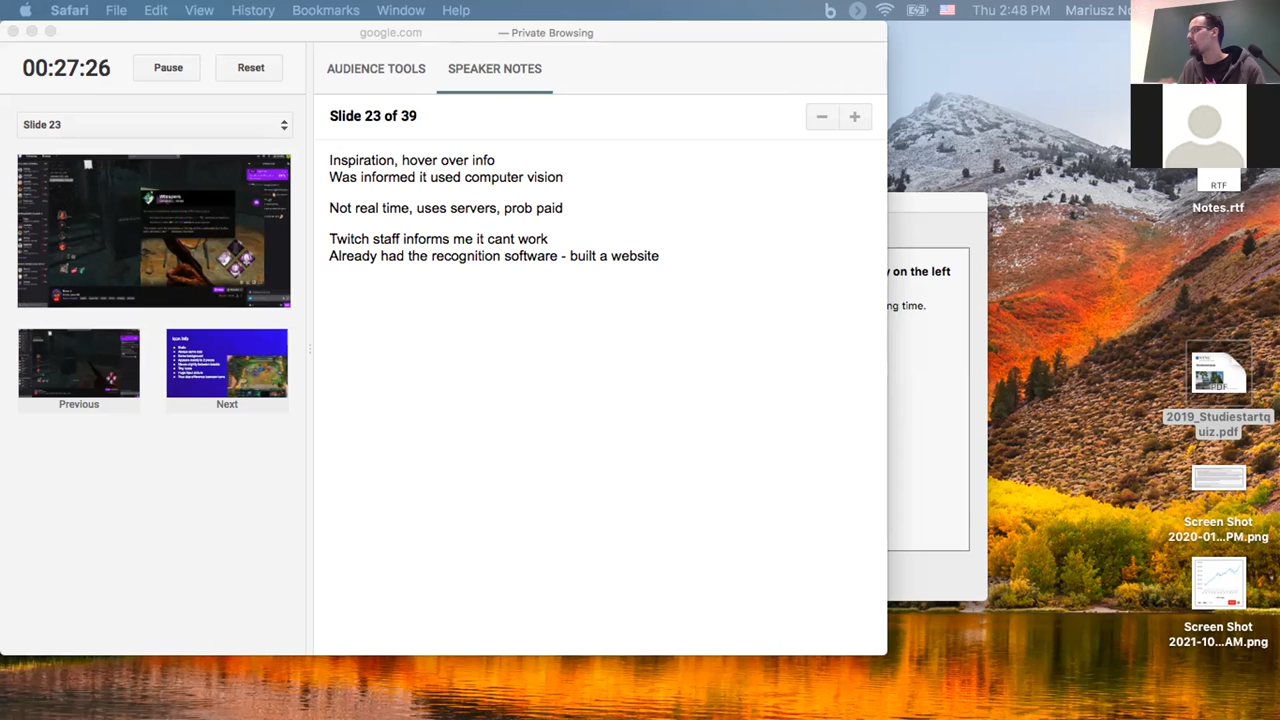 Safari File Edit View History Bookmarks Window Help Thu 2:48 PM Mariusz
google.com — Private Browsing
00:27:26 Pause Reset
AUDIENCE TOOLS SPEAKER NOTES
Slide 23
Slide 23 of 39
Inspiration, hover over info
Was informed it used computer vision
Not real time, uses servers, prob paid
Twitch staff informs me it cant work
Already had the recognition software - built a website
Previous
Next
y on the left
ng time.
RTF
Notes.rtf
PDF
2019_Studiestartq
uiz.pdf
Screen Shot
2020-01...PM.png
Screen Shot
2021-10...AM.png